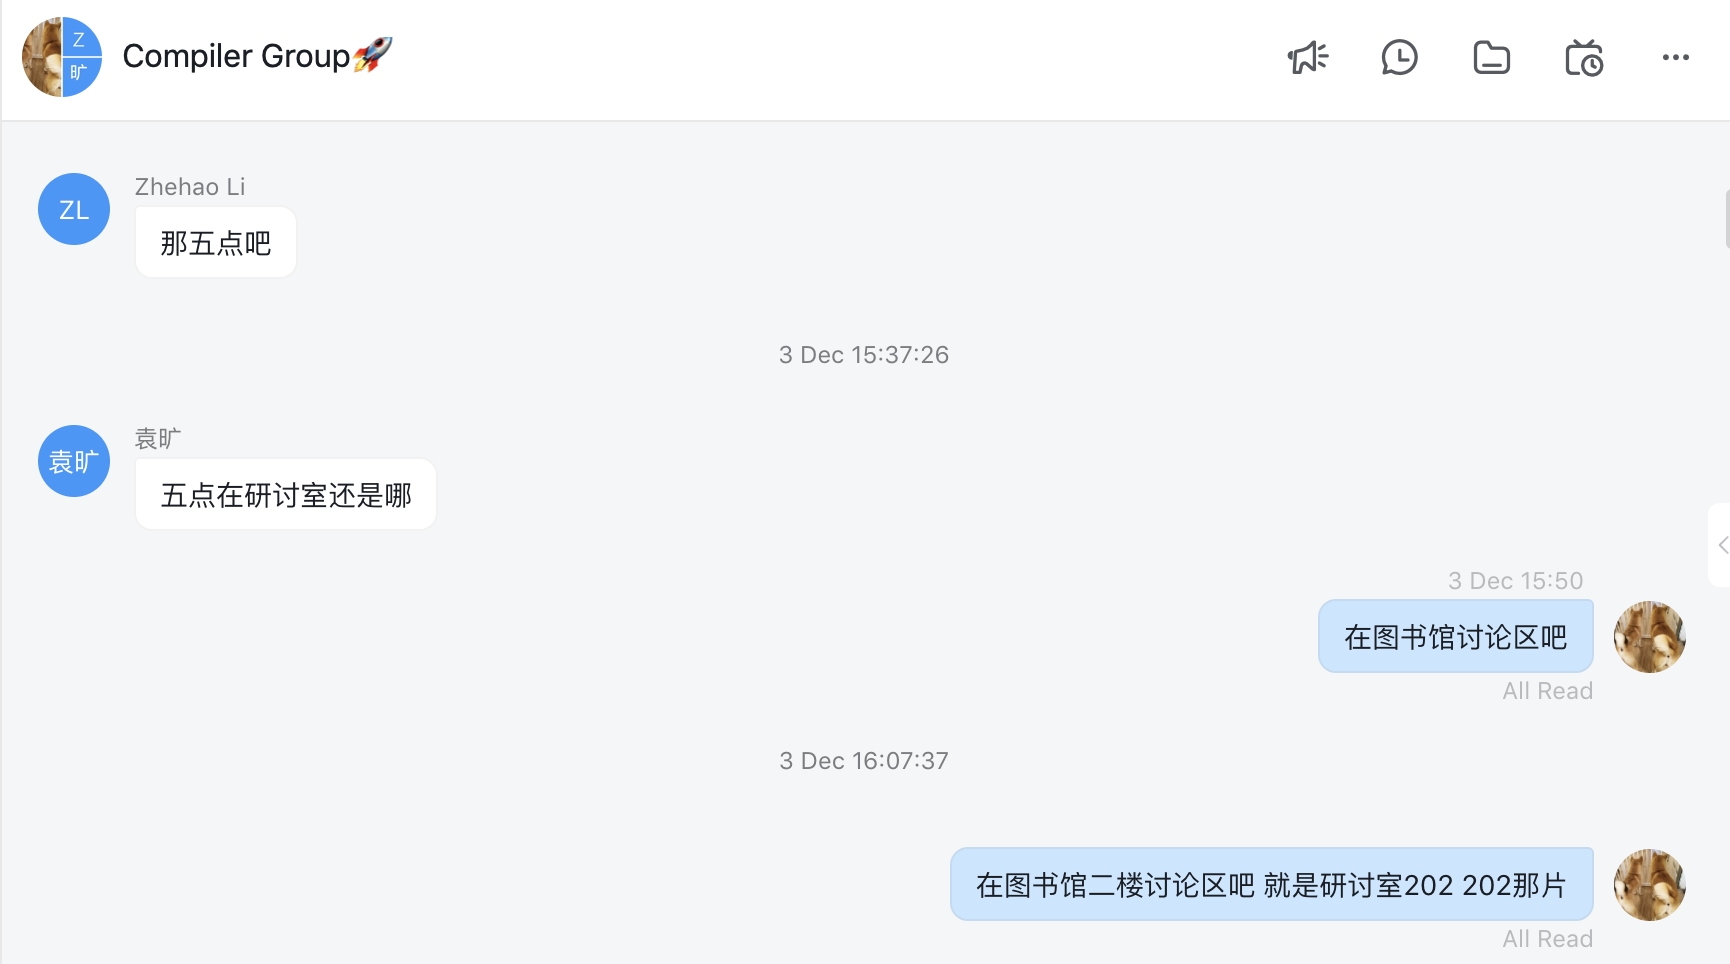 Z
旷
Compiler Group🚀
Zhehao Li
ZL
那五点吧
3 Dec 15:37:26
袁旷
袁旷
五点在研讨室还是哪
3 Dec 15:50
在图书馆讨论区吧
All Read
3 Dec 16:07:37
在图书馆二楼讨论区吧 就是研讨室202 202那片
All Read